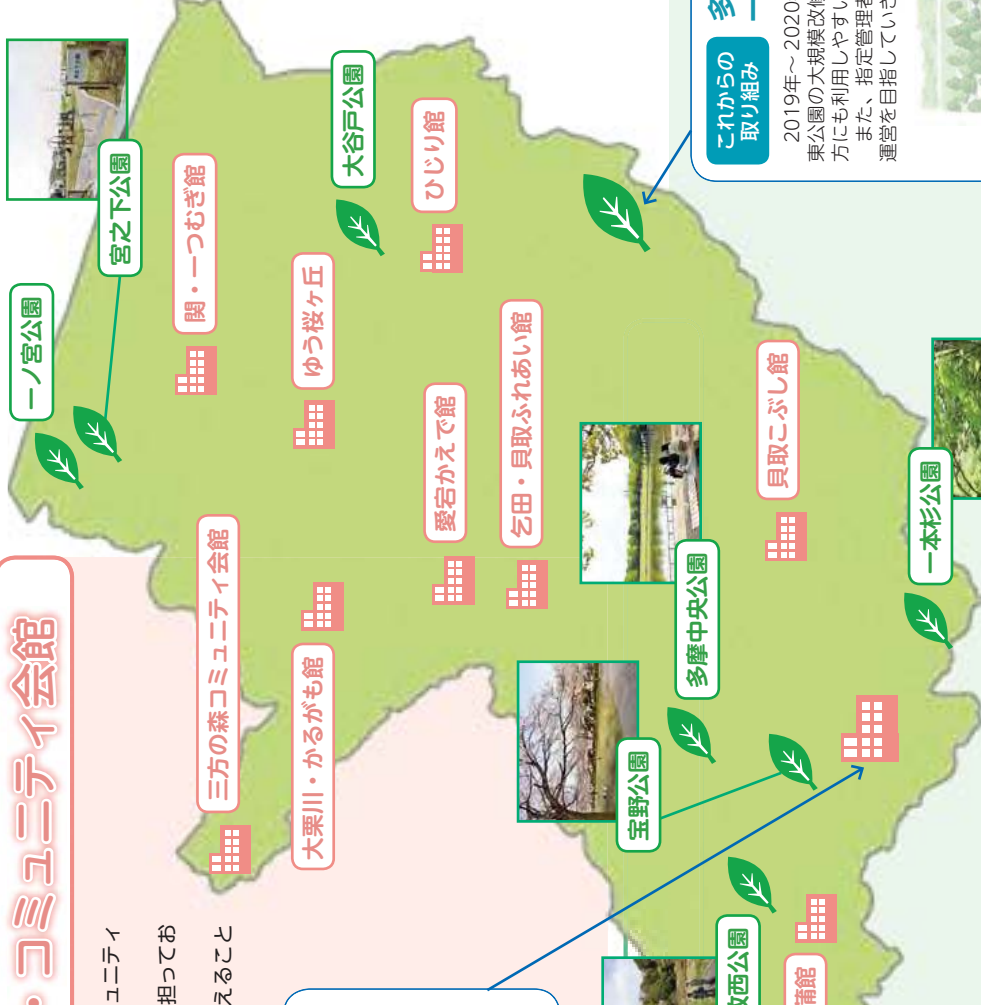 ・コミュニティ会館
ュニティ
担ってお
えること
一ノ宮公園
宮之下公園
関・一つむぎ館
三方の森コミュニティ会館
ゆう桜ヶ丘
大栗川・かるがも館
大谷戸公園
ひじり館
愛宕かえで館
乞田・貝取ふれあい館
宝野公園
多摩中央公園
貝取こぶし館
西公園
蒲館
一本杉公園
これからの
取り組み
多
2019年～2020
東公園の大規模改修
方にも利用しやすい
また、指定管理者
運営を目指していき